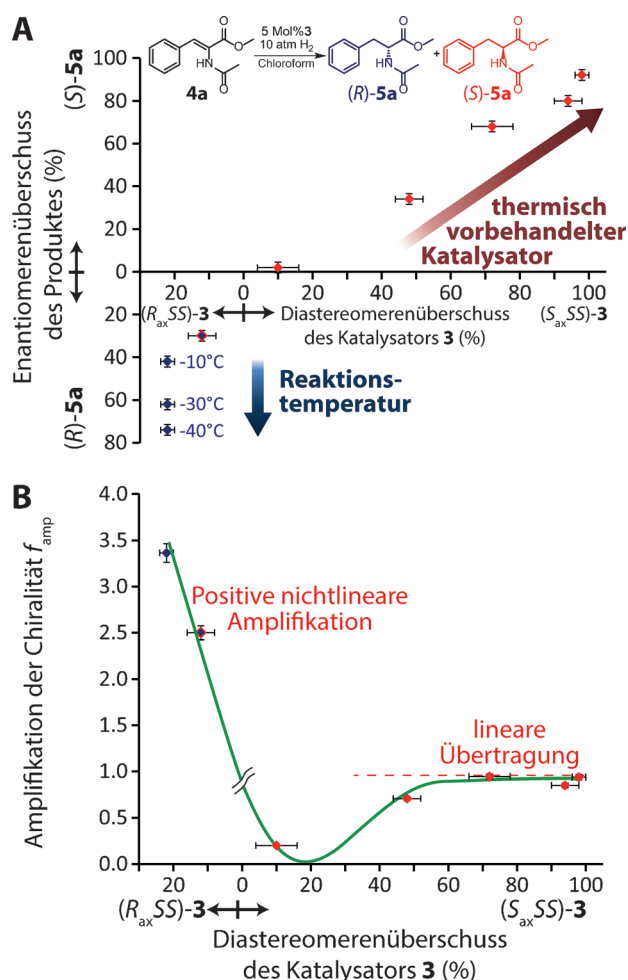 A
5 Mol%3
10 atm H2
Chloroform
O
O
HN
O
4a
O
O
HN
O
(R)-5a
+
O
O
HN
O
(S)-5a
Enantiomerenüberschuss
des Produktes (%)
(S)-5a
(R)-5a
100
80
60
40
20
0
20
40
60
80
20
0
20
40
60
80
100
thermisch
vorbehandelter
Katalysator
(RaxSS)-3
Diastereomerenüberschuss
des Katalysators 3 (%)
(SaxSS)-3
-10°C
-30°C
-40°C
Reaktions-
temperatur
B
Amplifikation der Chiralität famp
4.0
3.5
3.0
2.5
2.0
1.5
1.0
0.5
0.0
Positive nichtlineare
Amplifikation
lineare
Übertragung
20
0
20
40
60
80
100
(RaxSS)-3
(SaxSS)-3
Diastereomerenüberschuss
des Katalysators 3 (%)